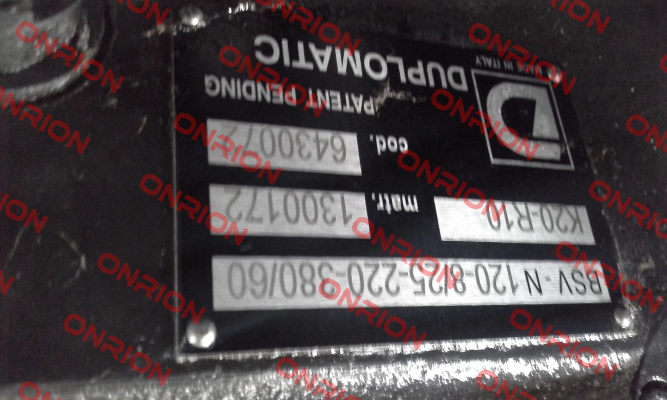 MADE IN ITALY
DUPLOMATIC
PATENT PENDING
cod. 6430077
K20-R10 matr. 1300172
BSV-N 120-8/25-220-380/60
ONRION